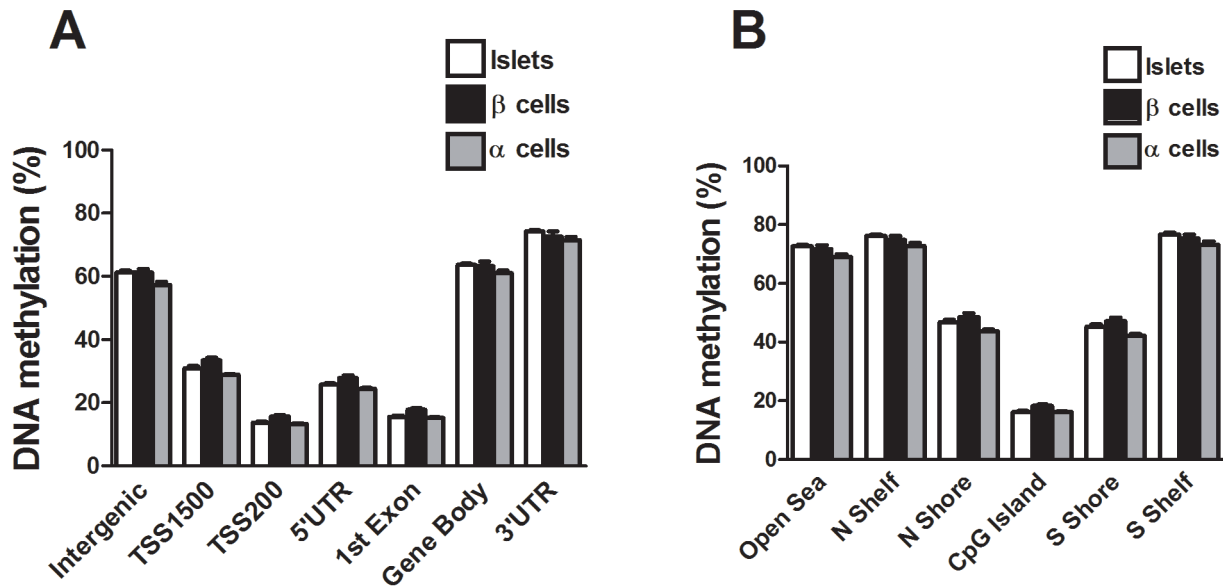 A
Islets
β cells
α cells
DNA methylation (%)
100
80
60
40
20
0
Intergenic
TSS1500
TSS200
5'UTR
1st Exon
Gene Body
3'UTR
B
Islets
β cells
α cells
DNA methylation (%)
100
80
60
40
20
0
Open Sea
N Shelf
N Shore
CpG Island
S Shore
S Shelf